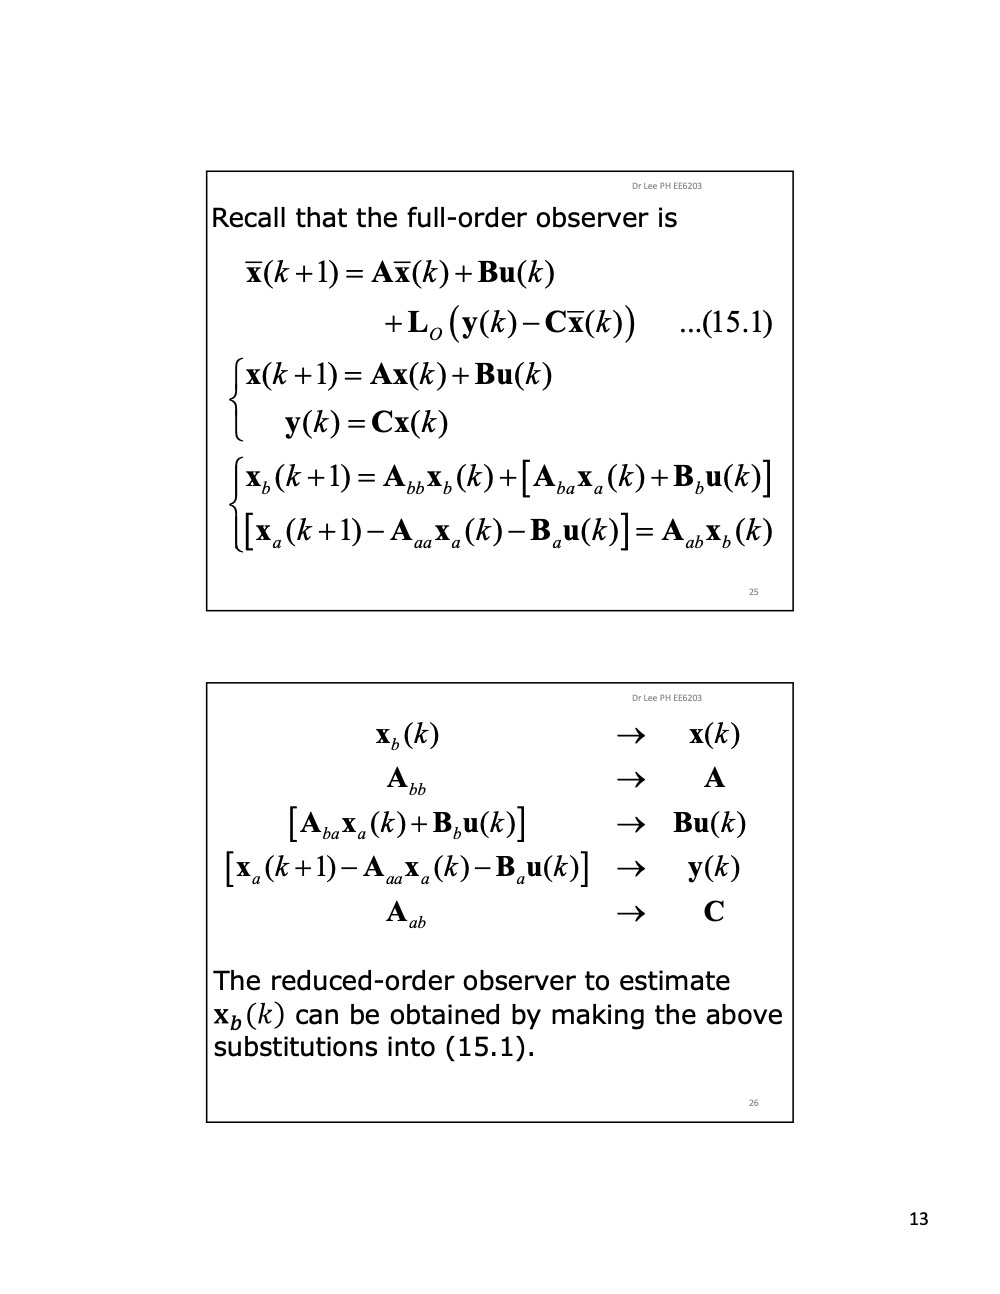 Dr Lee PH EE6203
Recall that the full-order observer is
x̅(k+1) = Ax̅(k) + Bu(k)
+ L_O (y(k) − Cx̅(k)) ...(15.1)
x(k+1) = Ax(k) + Bu(k)
y(k) = Cx(k)
x_b(k+1) = A_bb x_b(k) + [A_ba x_a(k) + B_b u(k)]
[x_a(k+1) − A_aa x_a(k) − B_a u(k)] = A_ab x_b(k)
25
Dr Lee PH EE6203
x_b(k) → x(k)
A_bb → A
[A_ba x_a(k) + B_b u(k)] → Bu(k)
[x_a(k+1) − A_aa x_a(k) − B_a u(k)] → y(k)
A_ab → C
The reduced-order observer to estimate
x_b(k) can be obtained by making the above
substitutions into (15.1).
26
13